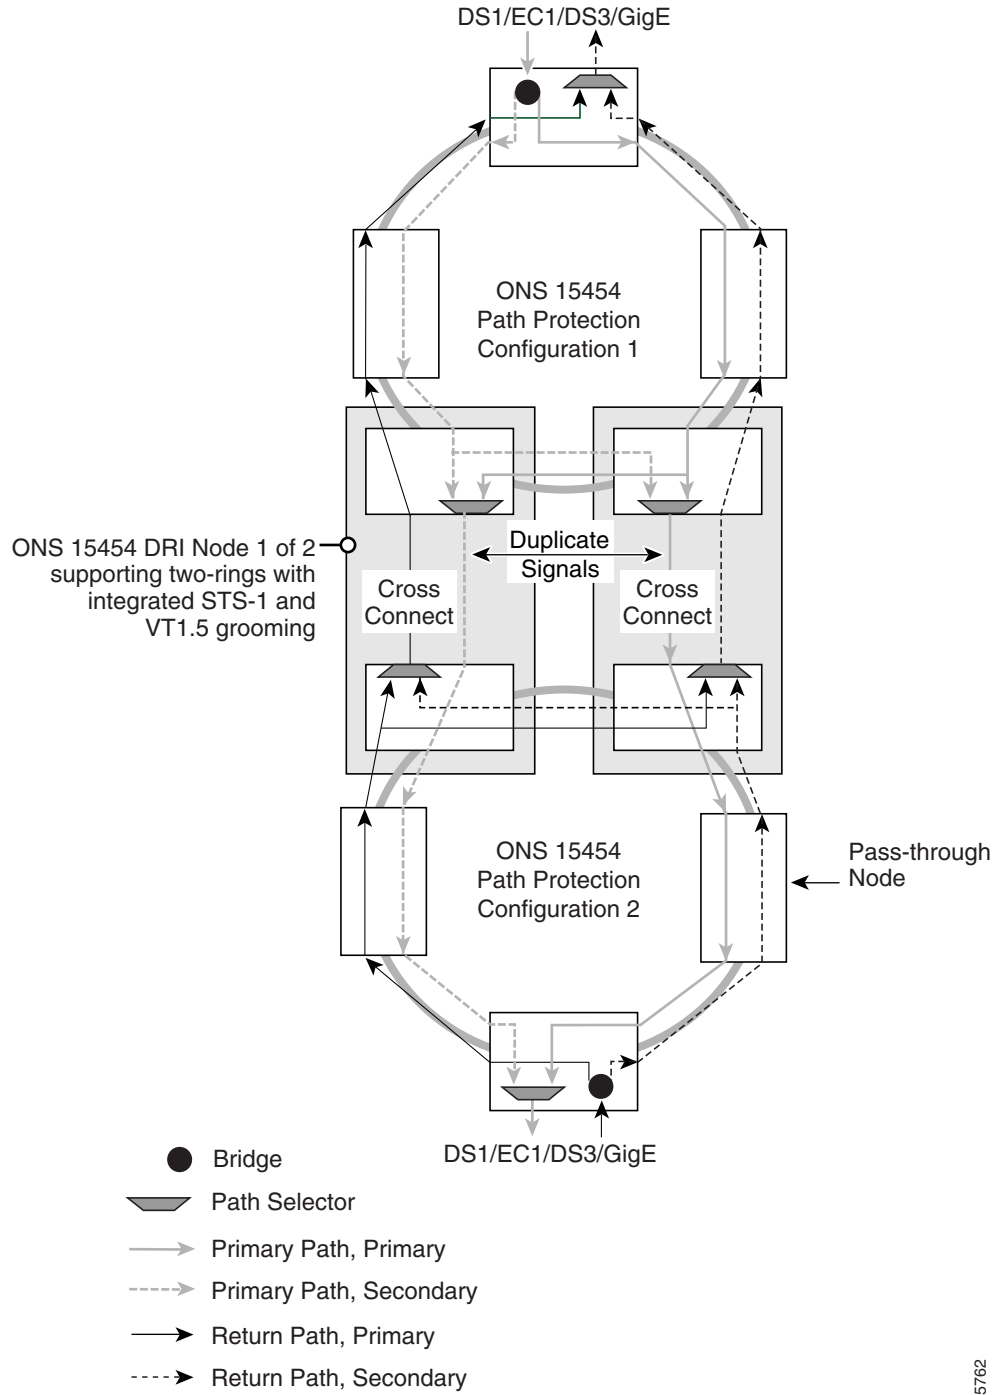 DS1/EC1/DS3/GigE
ONS 15454
Path Protection
Configuration 1
ONS 15454 DRI Node 1 of 2
supporting two-rings with
integrated STS-1 and
VT1.5 grooming
Duplicate
Signals
Cross
Connect
Cross
Connect
ONS 15454
Path Protection
Configuration 2
Pass-through
Node
DS1/EC1/DS3/GigE
Bridge
Path Selector
Primary Path, Primary
Primary Path, Secondary
Return Path, Primary
Return Path, Secondary
5762